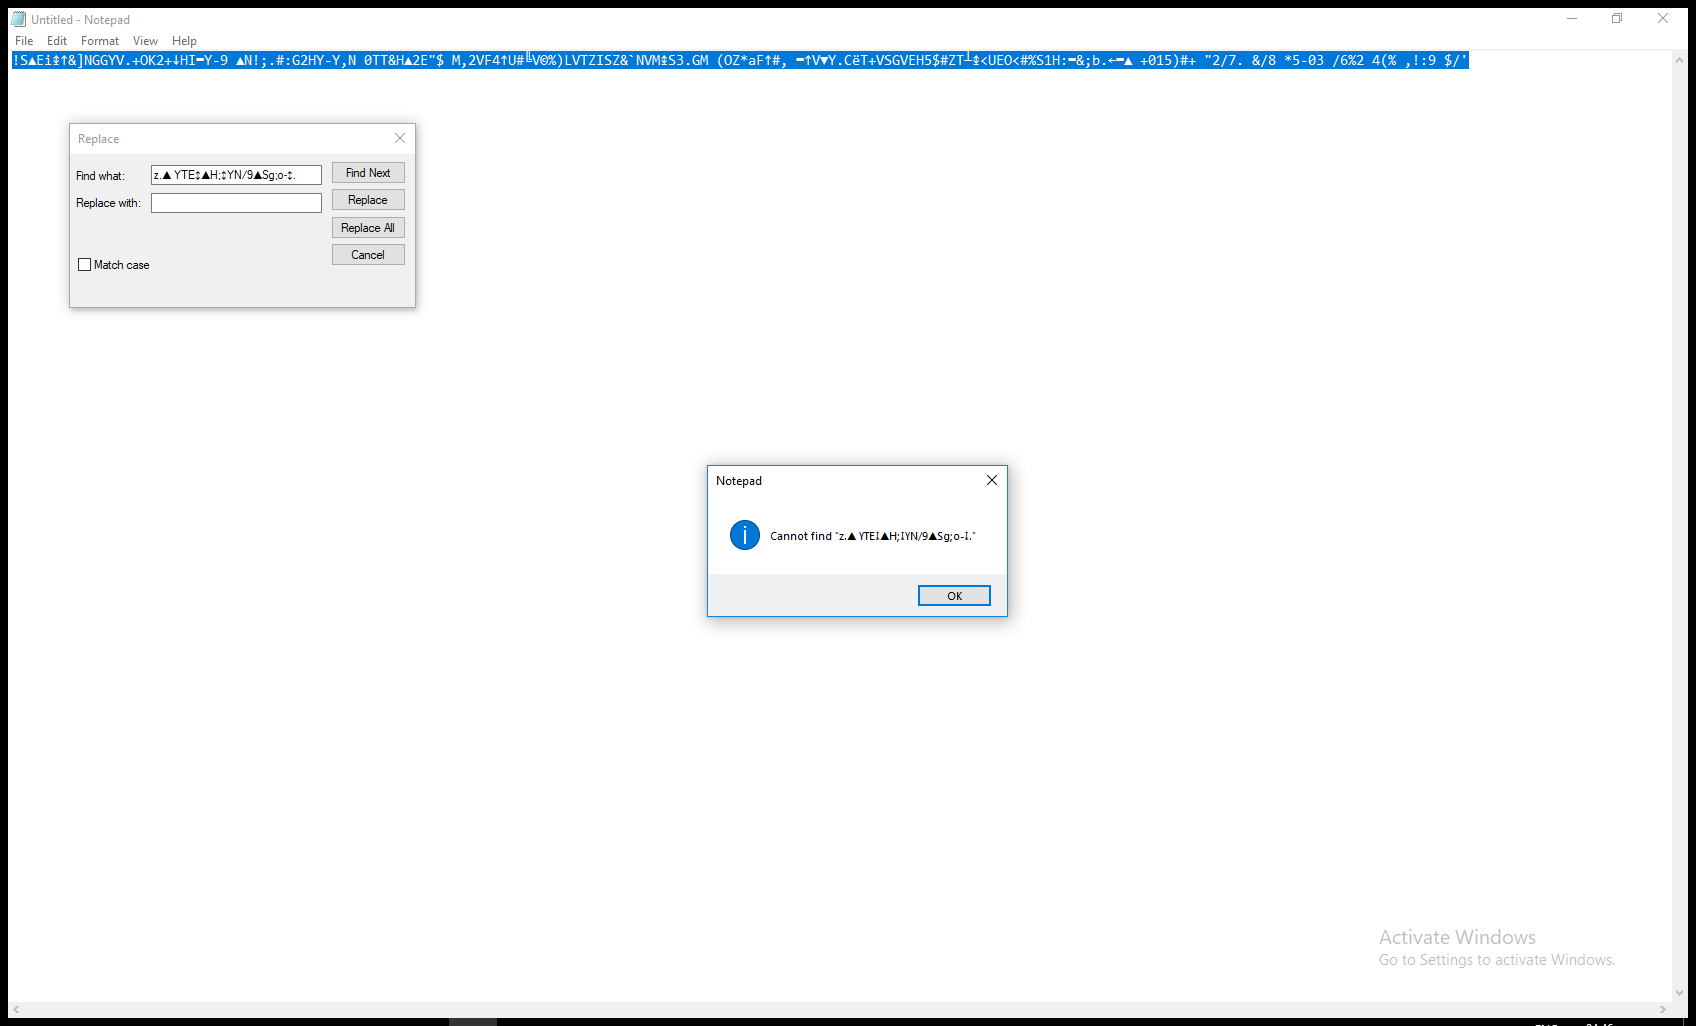 Untitled - Notepad
File Edit Format View Help
!S▲Ei↨↑&]NGGYV.+OK2+↓HI▬Y-9 ▲N!;.#:G2HY-Y,N 0TT&H▲2E"$ M,2VF4↑U#╚V©%)LVTZISZ&`NVM↨S3.GM (OZ*aF↑#, ▬↑V▼Y.CëT+VSGVEH5$#ZT┴↨<UEO<#%S1H:▬&;b.←▬▲ +015)#+ "2/7. &/8 *5-03 /6%2 4(% ,!:9 $/'
Replace
Find what: z.▲ YTE↨▲H;↨YN/9▲Sg;o-↨. Find Next
Replace with: Replace
Replace All
Cancel
Match case
Notepad
Cannot find "z.▲ YTE↨▲H;↨YN/9▲Sg;o-↨."
OK
Activate Windows
Go to Settings to activate Windows.